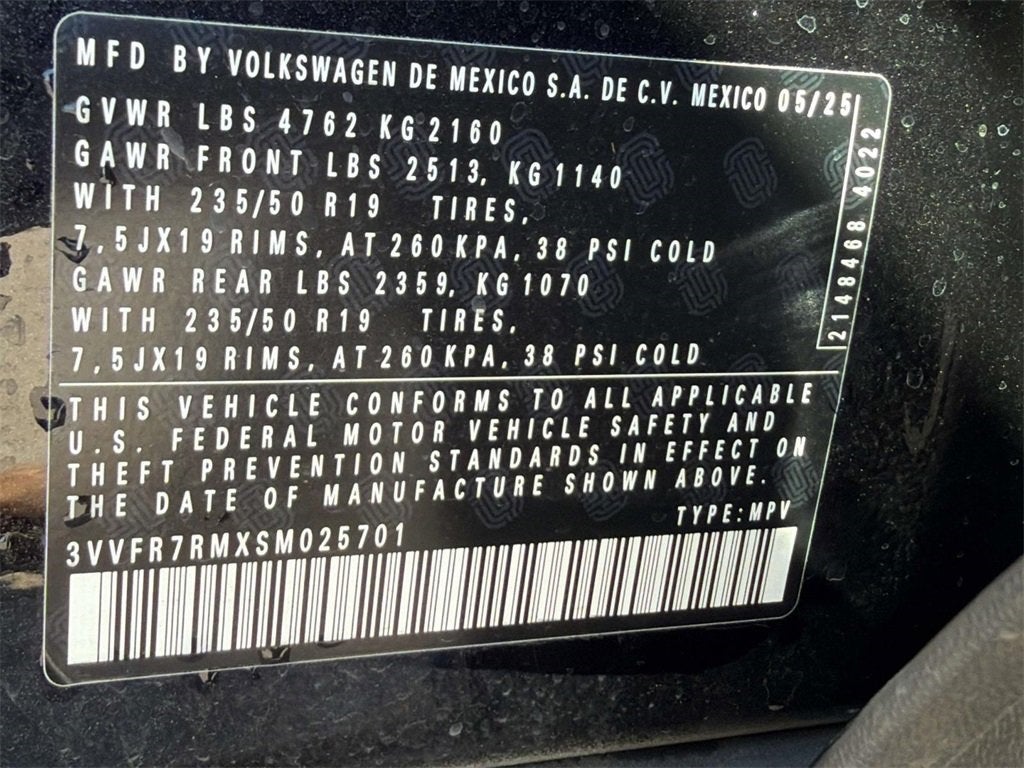 MFD BY VOLKSWAGEN DE MEXICO S.A. DE C.V. MEXICO 05/25
GVWR LBS 4762 KG 2160
GAWR FRONT LBS 2513, KG 1140
WITH 235/50 R19 TIRES,
7,5JX19 RIMS, AT 260 KPA, 38 PSI COLD
GAWR REAR LBS 2359, KG 1070
WITH 235/50 R19 TIRES,
7,5JX19 RIMS, AT 260 KPA, 38 PSI COLD
2148468 4022
THIS VEHICLE CONFORMS TO ALL APPLICABLE
U.S. FEDERAL MOTOR VEHICLE SAFETY AND
THEFT PREVENTION STANDARDS IN EFFECT ON
THE DATE OF MANUFACTURE SHOWN ABOVE.
TYPE: MPV
3VVFR7RMXSM025701